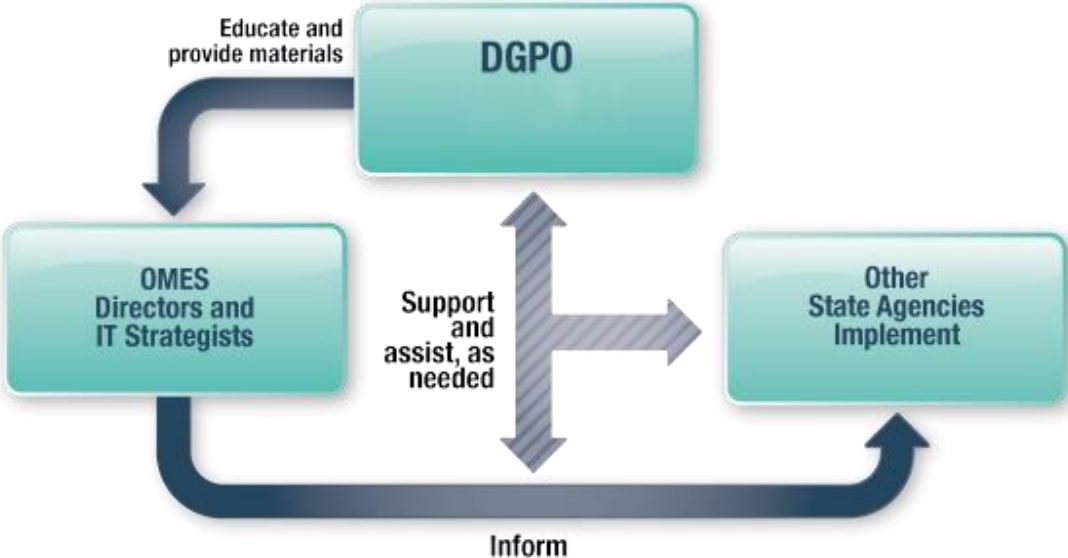 Educate and
provide materials
DGPO
OMES
Directors and
IT Strategists
Support
and
assist, as
needed
Other
State Agencies
Implement
Inform